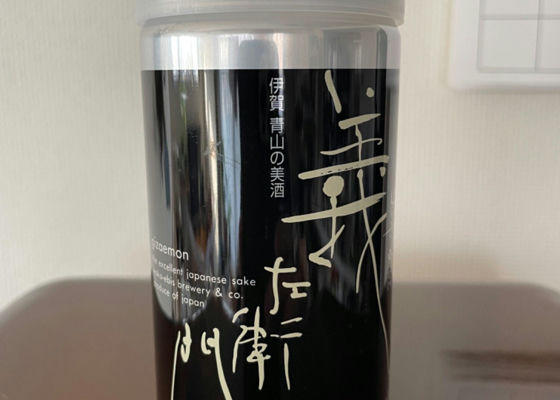 義左衛門
伊賀 青山の美酒
gizaemon
excellent japanese sake
brewery & co.
produce of japan